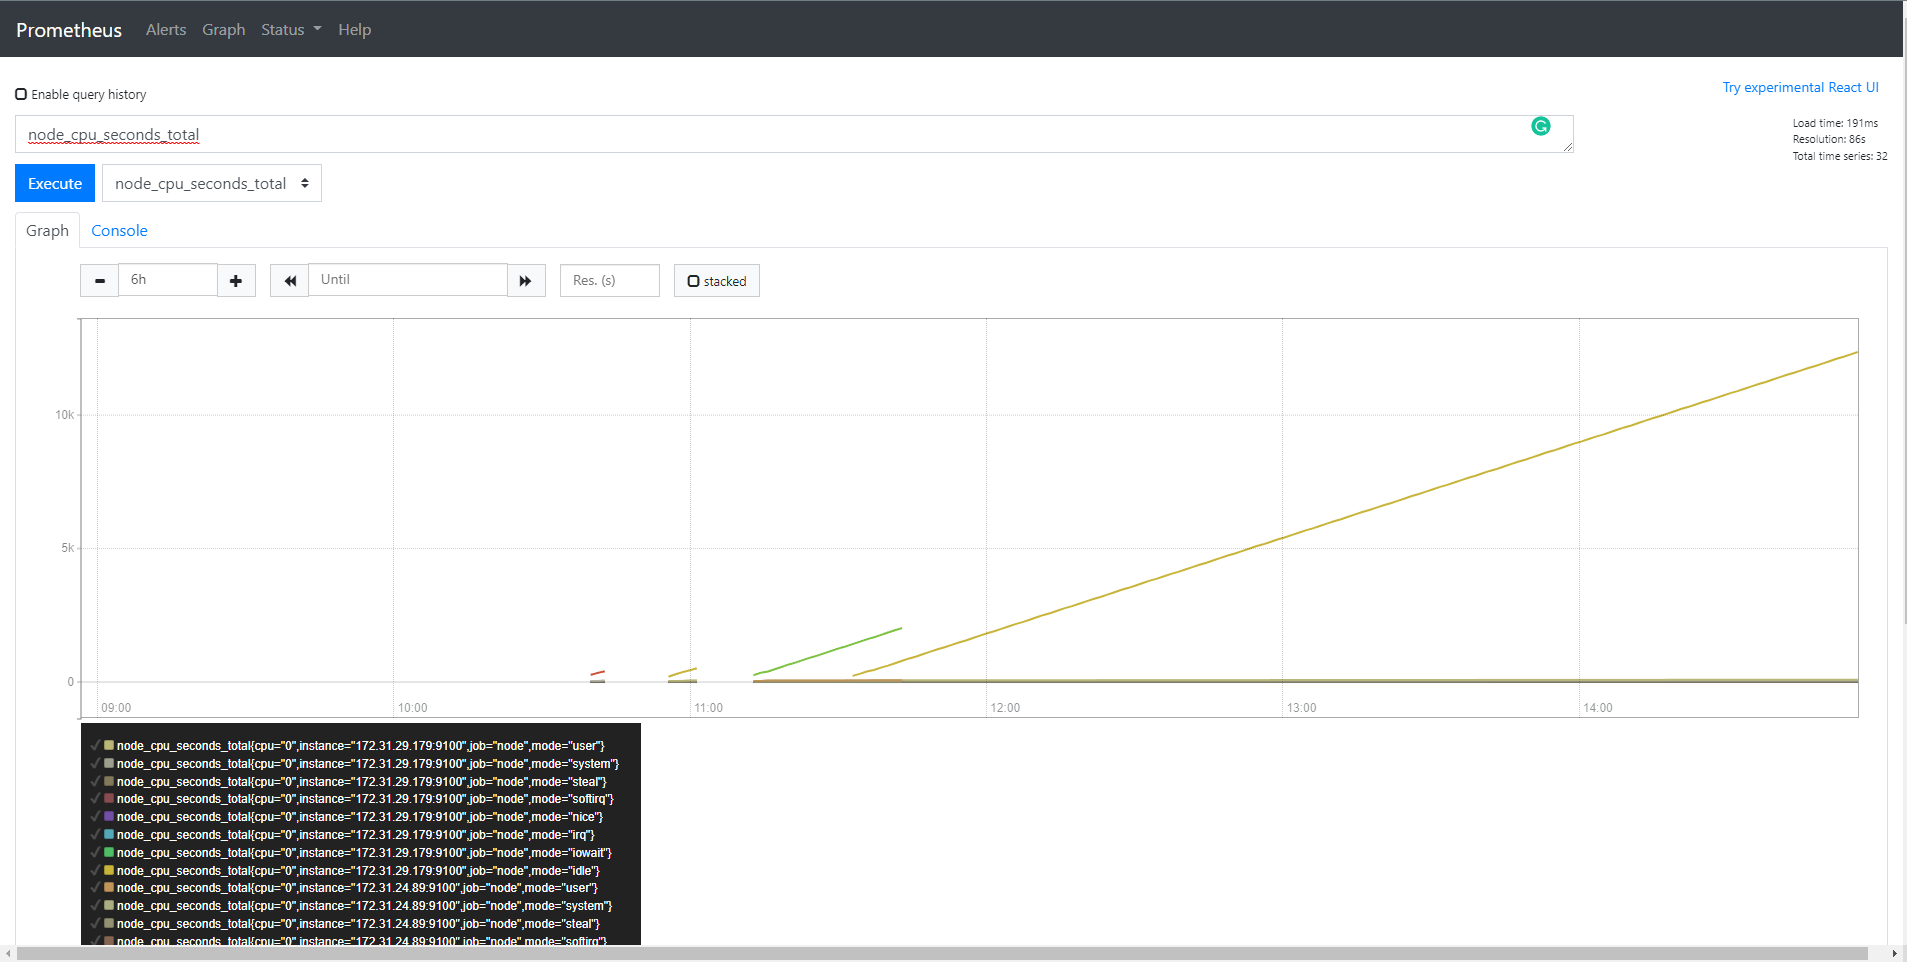 Prometheus Alerts Graph Status Help
Enable query history
Try experimental React UI
node_cpu_seconds_total
Load time: 191ms
Resolution: 86s
Total time series: 32
Execute node_cpu_seconds_total
Graph Console
6h Until Res. (s) stacked
10k
5k
0
09:00 10:00 11:00 12:00 13:00 14:00
node_cpu_seconds_total{cpu="0",instance="172.31.29.179:9100",job="node",mode="user"}
node_cpu_seconds_total{cpu="0",instance="172.31.29.179:9100",job="node",mode="system"}
node_cpu_seconds_total{cpu="0",instance="172.31.29.179:9100",job="node",mode="steal"}
node_cpu_seconds_total{cpu="0",instance="172.31.29.179:9100",job="node",mode="softirq"}
node_cpu_seconds_total{cpu="0",instance="172.31.29.179:9100",job="node",mode="nice"}
node_cpu_seconds_total{cpu="0",instance="172.31.29.179:9100",job="node",mode="irq"}
node_cpu_seconds_total{cpu="0",instance="172.31.29.179:9100",job="node",mode="iowait"}
node_cpu_seconds_total{cpu="0",instance="172.31.29.179:9100",job="node",mode="idle"}
node_cpu_seconds_total{cpu="0",instance="172.31.24.89:9100",job="node",mode="user"}
node_cpu_seconds_total{cpu="0",instance="172.31.24.89:9100",job="node",mode="system"}
node_cpu_seconds_total{cpu="0",instance="172.31.24.89:9100",job="node",mode="steal"}
node_cpu_seconds_total{cpu="0",instance="172.31.24.89:9100",job="node",mode="softirq"}